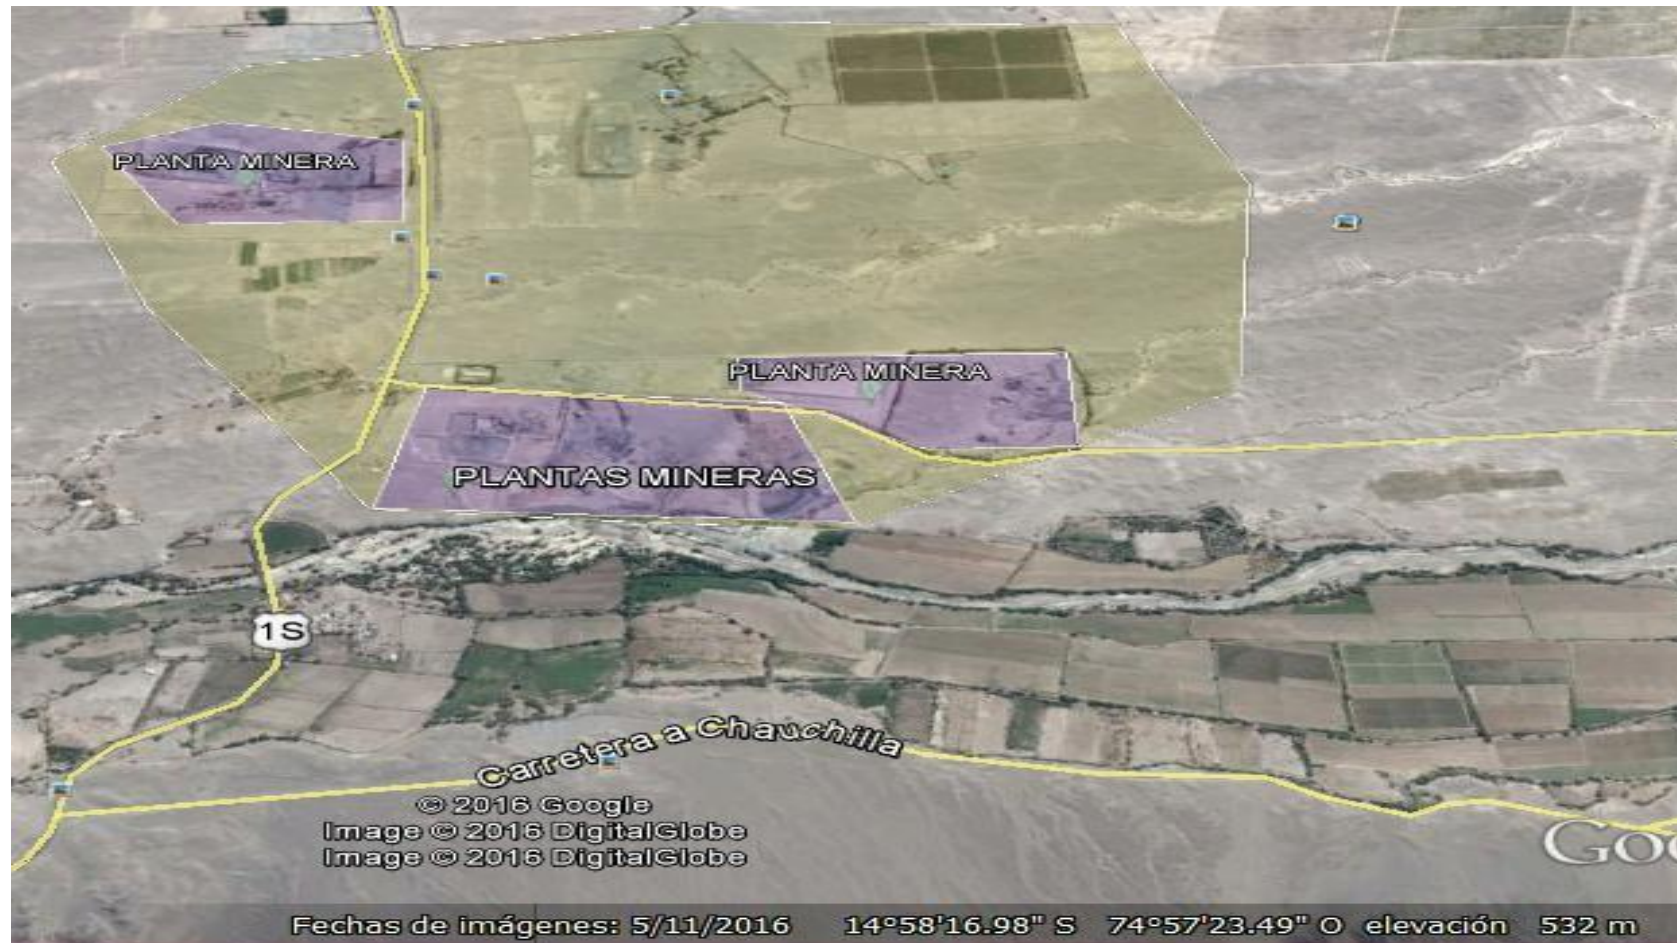 PLANTA MINERA
PLANTA MINERA
PLANTAS MINERAS
1S
Carretera a Chauchilla
© 2016 Google
Image © 2016 DigitalGlobe
Image © 2016 DigitalGlobe
Goo
Fechas de imágenes: 5/11/2016 14°58'16.98" S 74°57'23.49" O elevación 532 m